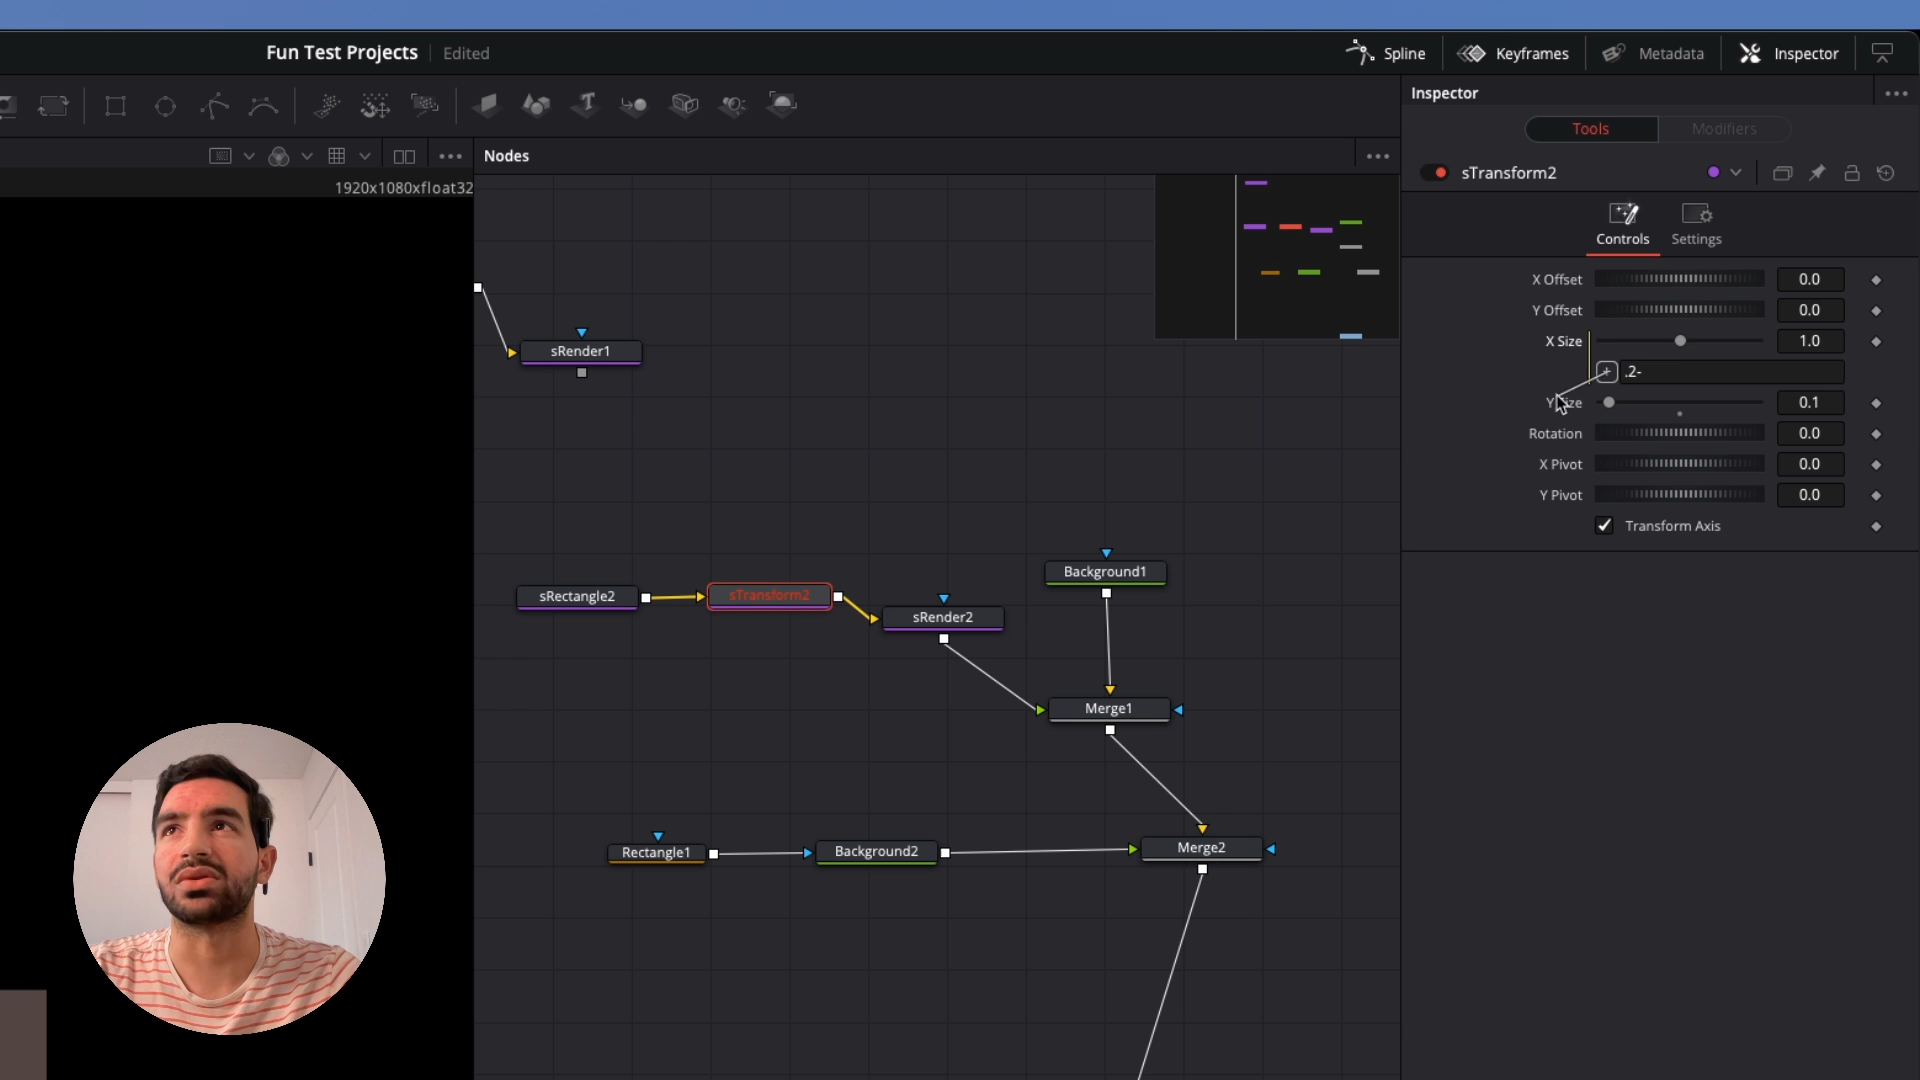 Fun Test Projects Edited Spline Keyframes Metadata Inspector
Inspector
Tools Modifiers
Nodes
1920x1080xfloat32
sTransform2
Controls Settings
X Offset 0.0
Y Offset 0.0
X Size 1.0
.2-
Y Size 0.1
Rotation 0.0
X Pivot 0.0
Y Pivot 0.0
Transform Axis
sRender1
sRectangle2
sTransform2
sRender2
Background1
Merge1
Rectangle1
Background2
Merge2